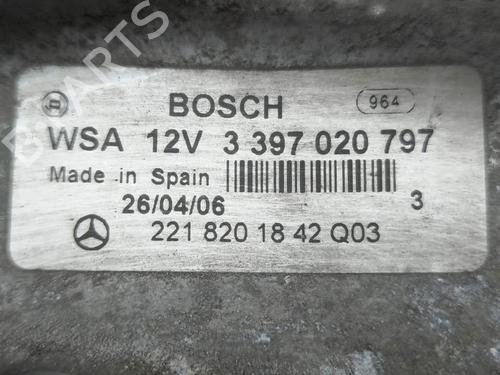 B-PARTS
BOSCH 964
WSA 12V 3 397 020 797
Made in Spain
26/04/06 3
221 820 18 42 Q03